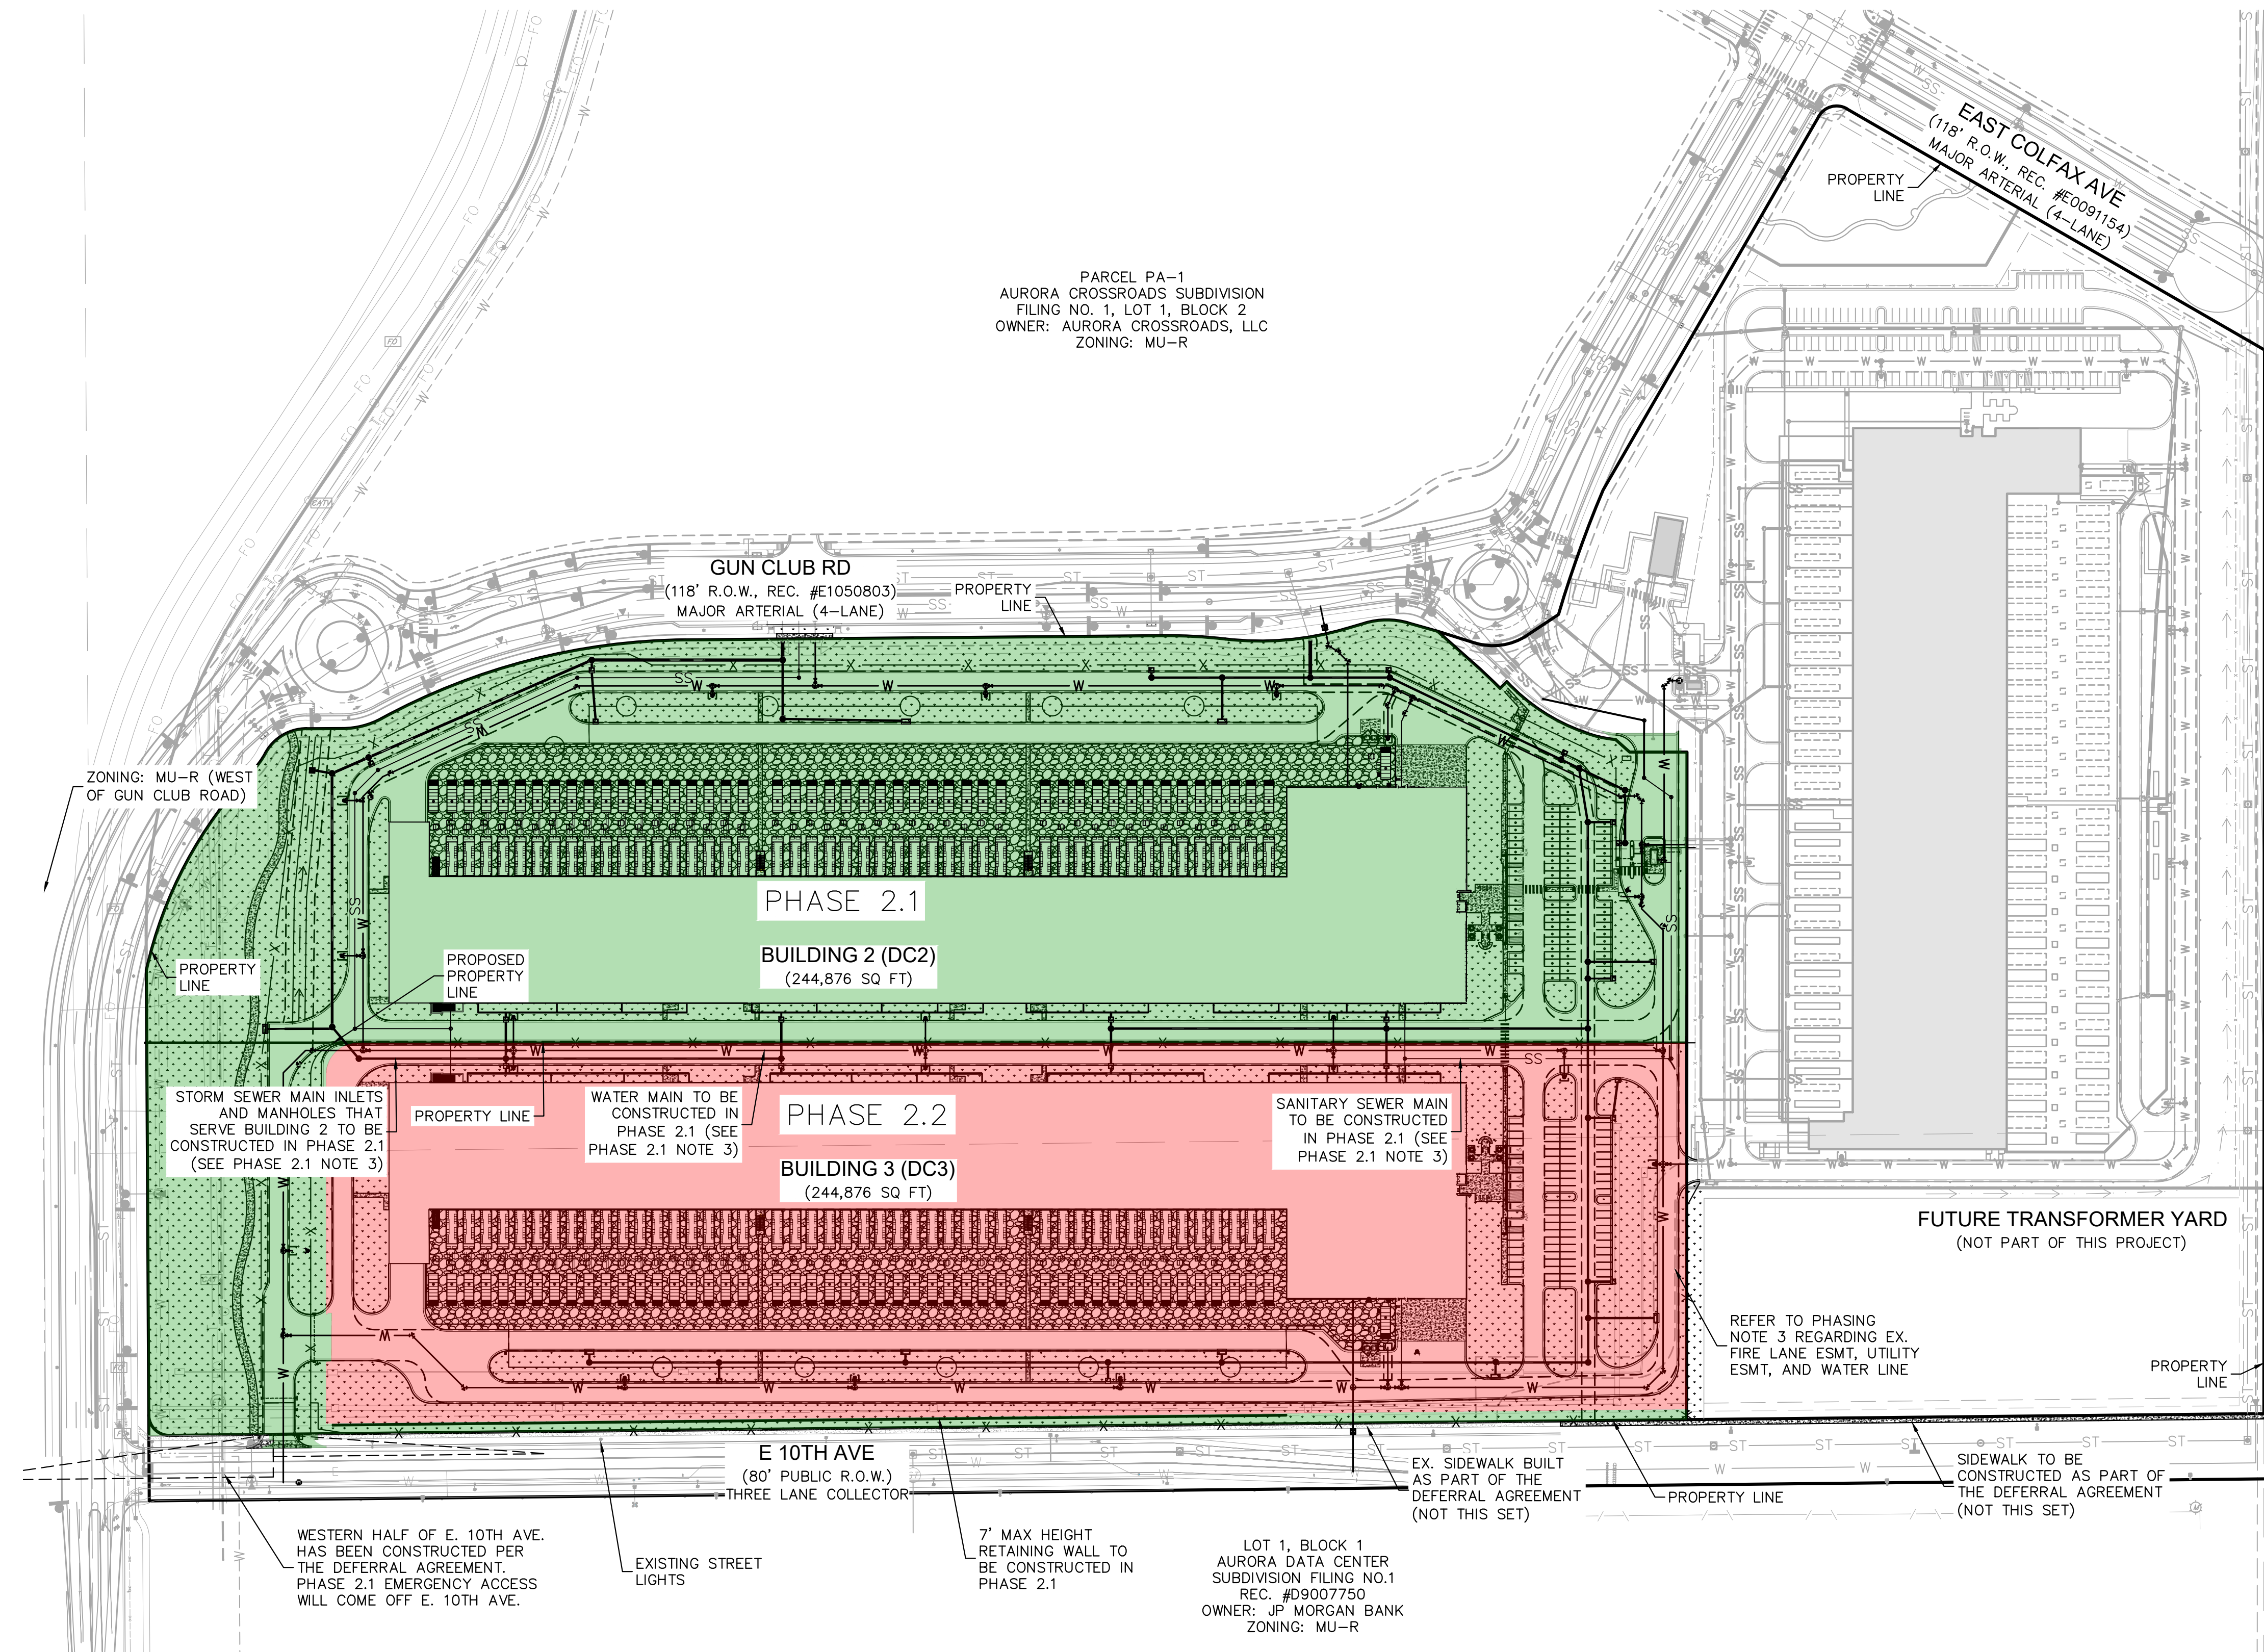 EAST COLFAX AVE
(118' R.O.W., REC. #E0091154)
MAJOR ARTERIAL (4-LANE)
PROPERTY
LINE
PARCEL PA-1
AURORA CROSSROADS SUBDIVISION
FILING NO. 1, LOT 1, BLOCK 2
OWNER: AURORA CROSSROADS, LLC
ZONING: MU-R
GUN CLUB RD
(118' R.O.W., REC. #E1050803)
MAJOR ARTERIAL (4-LANE)
PROPERTY
LINE
ZONING: MU-R (WEST
OF GUN CLUB ROAD)
PHASE 2.1
BUILDING 2 (DC2)
(244,876 SQ FT)
PROPERTY
LINE
PROPOSED
PROPERTY
LINE
STORM SEWER MAIN INLETS
AND MANHOLES THAT
SERVE BUILDING 2 TO BE
CONSTRUCTED IN PHASE 2.1
(SEE PHASE 2.1 NOTE 3)
PROPERTY LINE
WATER MAIN TO BE
CONSTRUCTED IN
PHASE 2.1 (SEE
PHASE 2.1 NOTE 3)
PHASE 2.2
BUILDING 3 (DC3)
(244,876 SQ FT)
SANITARY SEWER MAIN
TO BE CONSTRUCTED
IN PHASE 2.1 (SEE
PHASE 2.1 NOTE 3)
FUTURE TRANSFORMER YARD
(NOT PART OF THIS PROJECT)
REFER TO PHASING
NOTE 3 REGARDING EX.
FIRE LANE ESMT, UTILITY
ESMT, AND WATER LINE
PROPERTY
LINE
E 10TH AVE
(80' PUBLIC R.O.W.)
THREE LANE COLLECTOR
EX. SIDEWALK BUILT
AS PART OF THE
DEFERRAL AGREEMENT
(NOT THIS SET)
PROPERTY LINE
SIDEWALK TO BE
CONSTRUCTED AS PART OF
THE DEFERRAL AGREEMENT
(NOT THIS SET)
WESTERN HALF OF E. 10TH AVE.
HAS BEEN CONSTRUCTED PER
THE DEFERRAL AGREEMENT.
PHASE 2.1 EMERGENCY ACCESS
WILL COME OFF E. 10TH AVE.
EXISTING STREET
LIGHTS
7' MAX HEIGHT
RETAINING WALL TO
BE CONSTRUCTED IN
PHASE 2.1
LOT 1, BLOCK 1
AURORA DATA CENTER
SUBDIVISION FILING NO.1
REC. #D9007750
OWNER: JP MORGAN BANK
ZONING: MU-R